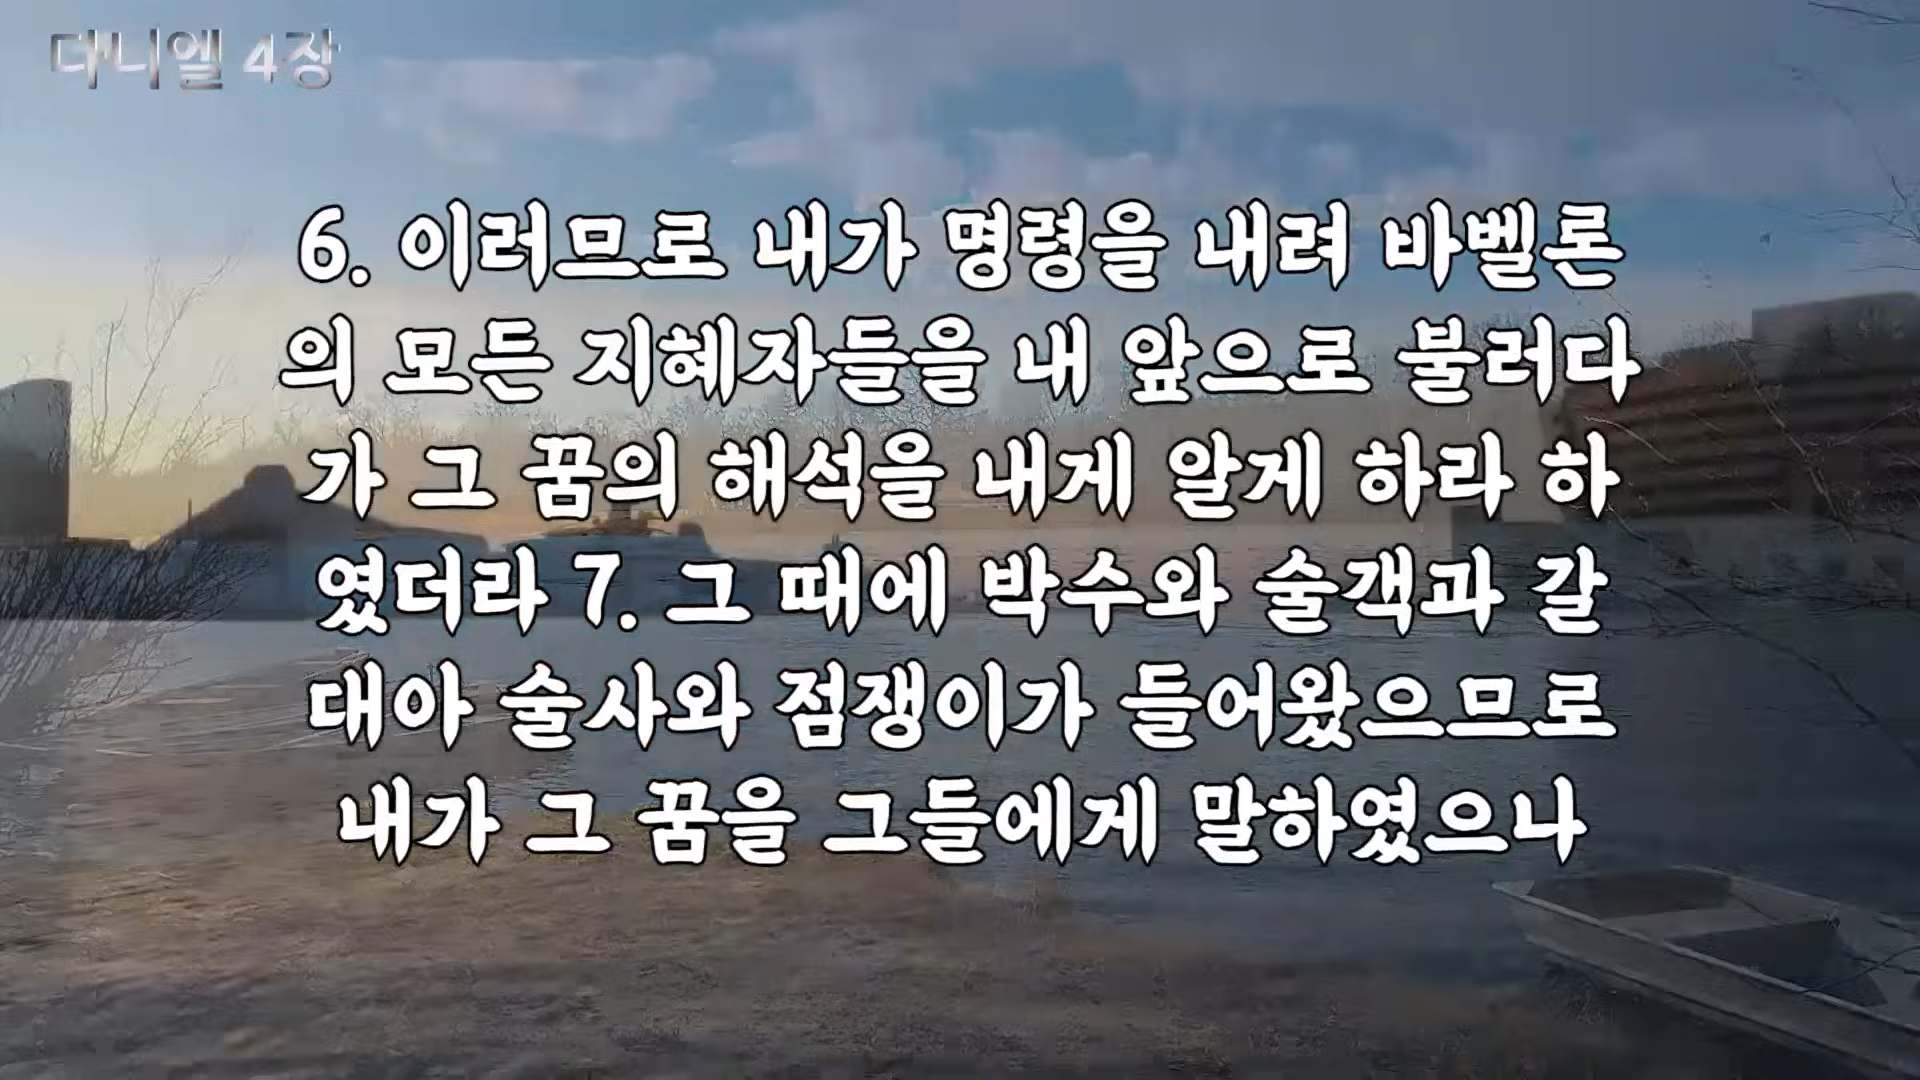 다니엘 4장
6. 이러므로 내가 명령을 내려 바벨론
의 모든 지혜자들을 내 앞으로 불러다
가 그 꿈의 해석을 내게 알게 하라 하
였더라 7. 그 때에 박수와 술객과 갈
대아 술사와 점쟁이가 들어왔으므로
내가 그 꿈을 그들에게 말하였으나